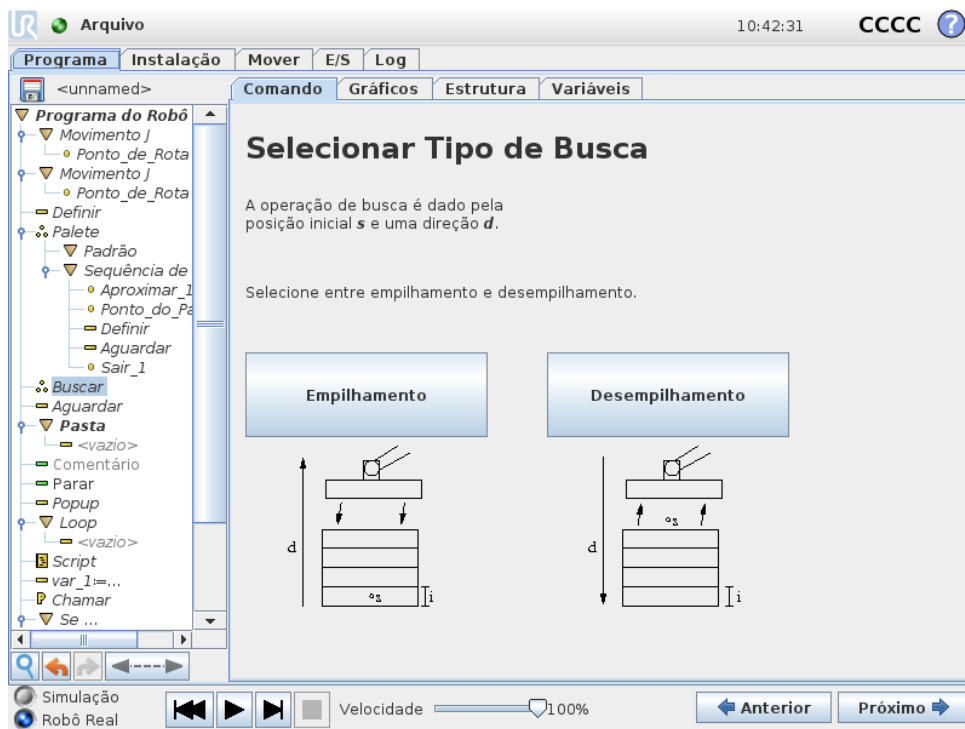 UR Arquivo 10:42:31 CCCC ?
Programa Instalação Mover E/S Log
<unnamed> Comando Gráficos Estrutura Variáveis
Programa do Robô
Movimento J
Ponto_de_Rota
Movimento J
Ponto_de_Rota
Definir
Palete
Padrão
Sequência de
Aproximar_1
Ponto_do_Pa
Definir
Aguardar
Sair_1
Buscar
Aguardar
Pasta
<vazio>
Comentário
Parar
Popup
Loop
<vazio>
Script
var_1:=...
Chamar
Se ...
Selecionar Tipo de Busca
A operação de busca é dado pela
posição inicial s e uma direção d.
Selecione entre empilhamento e desempilhamento.
Empilhamento Desempilhamento
d s i
d s i
Simulação
Robô Real
Velocidade 100%
Anterior Próximo